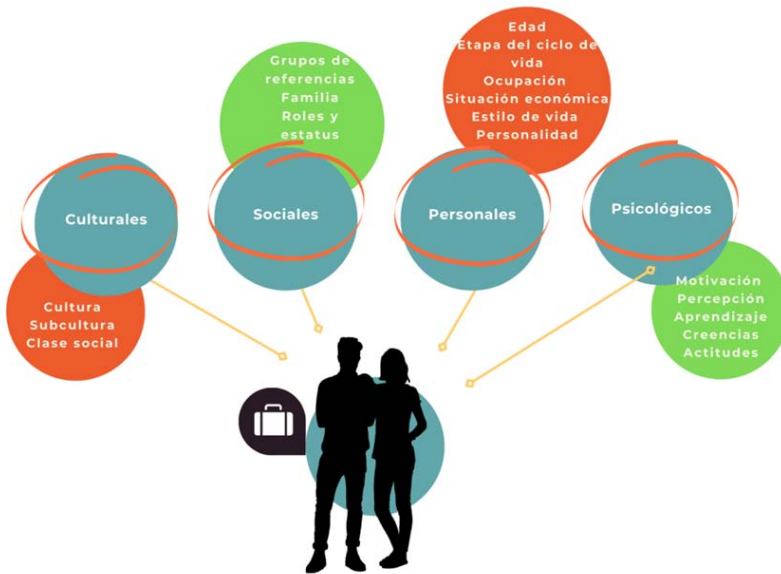 Culturales
Cultura
Subcultura
Clase social
Grupos de
referencias
Familia
Roles y
estatus
Sociales
Edad
Etapa del ciclo de
vida
Ocupación
Situación económica
Estilo de vida
Personalidad
Personales
Psicológicos
Motivación
Percepción
Aprendizaje
Creencias
Actitudes